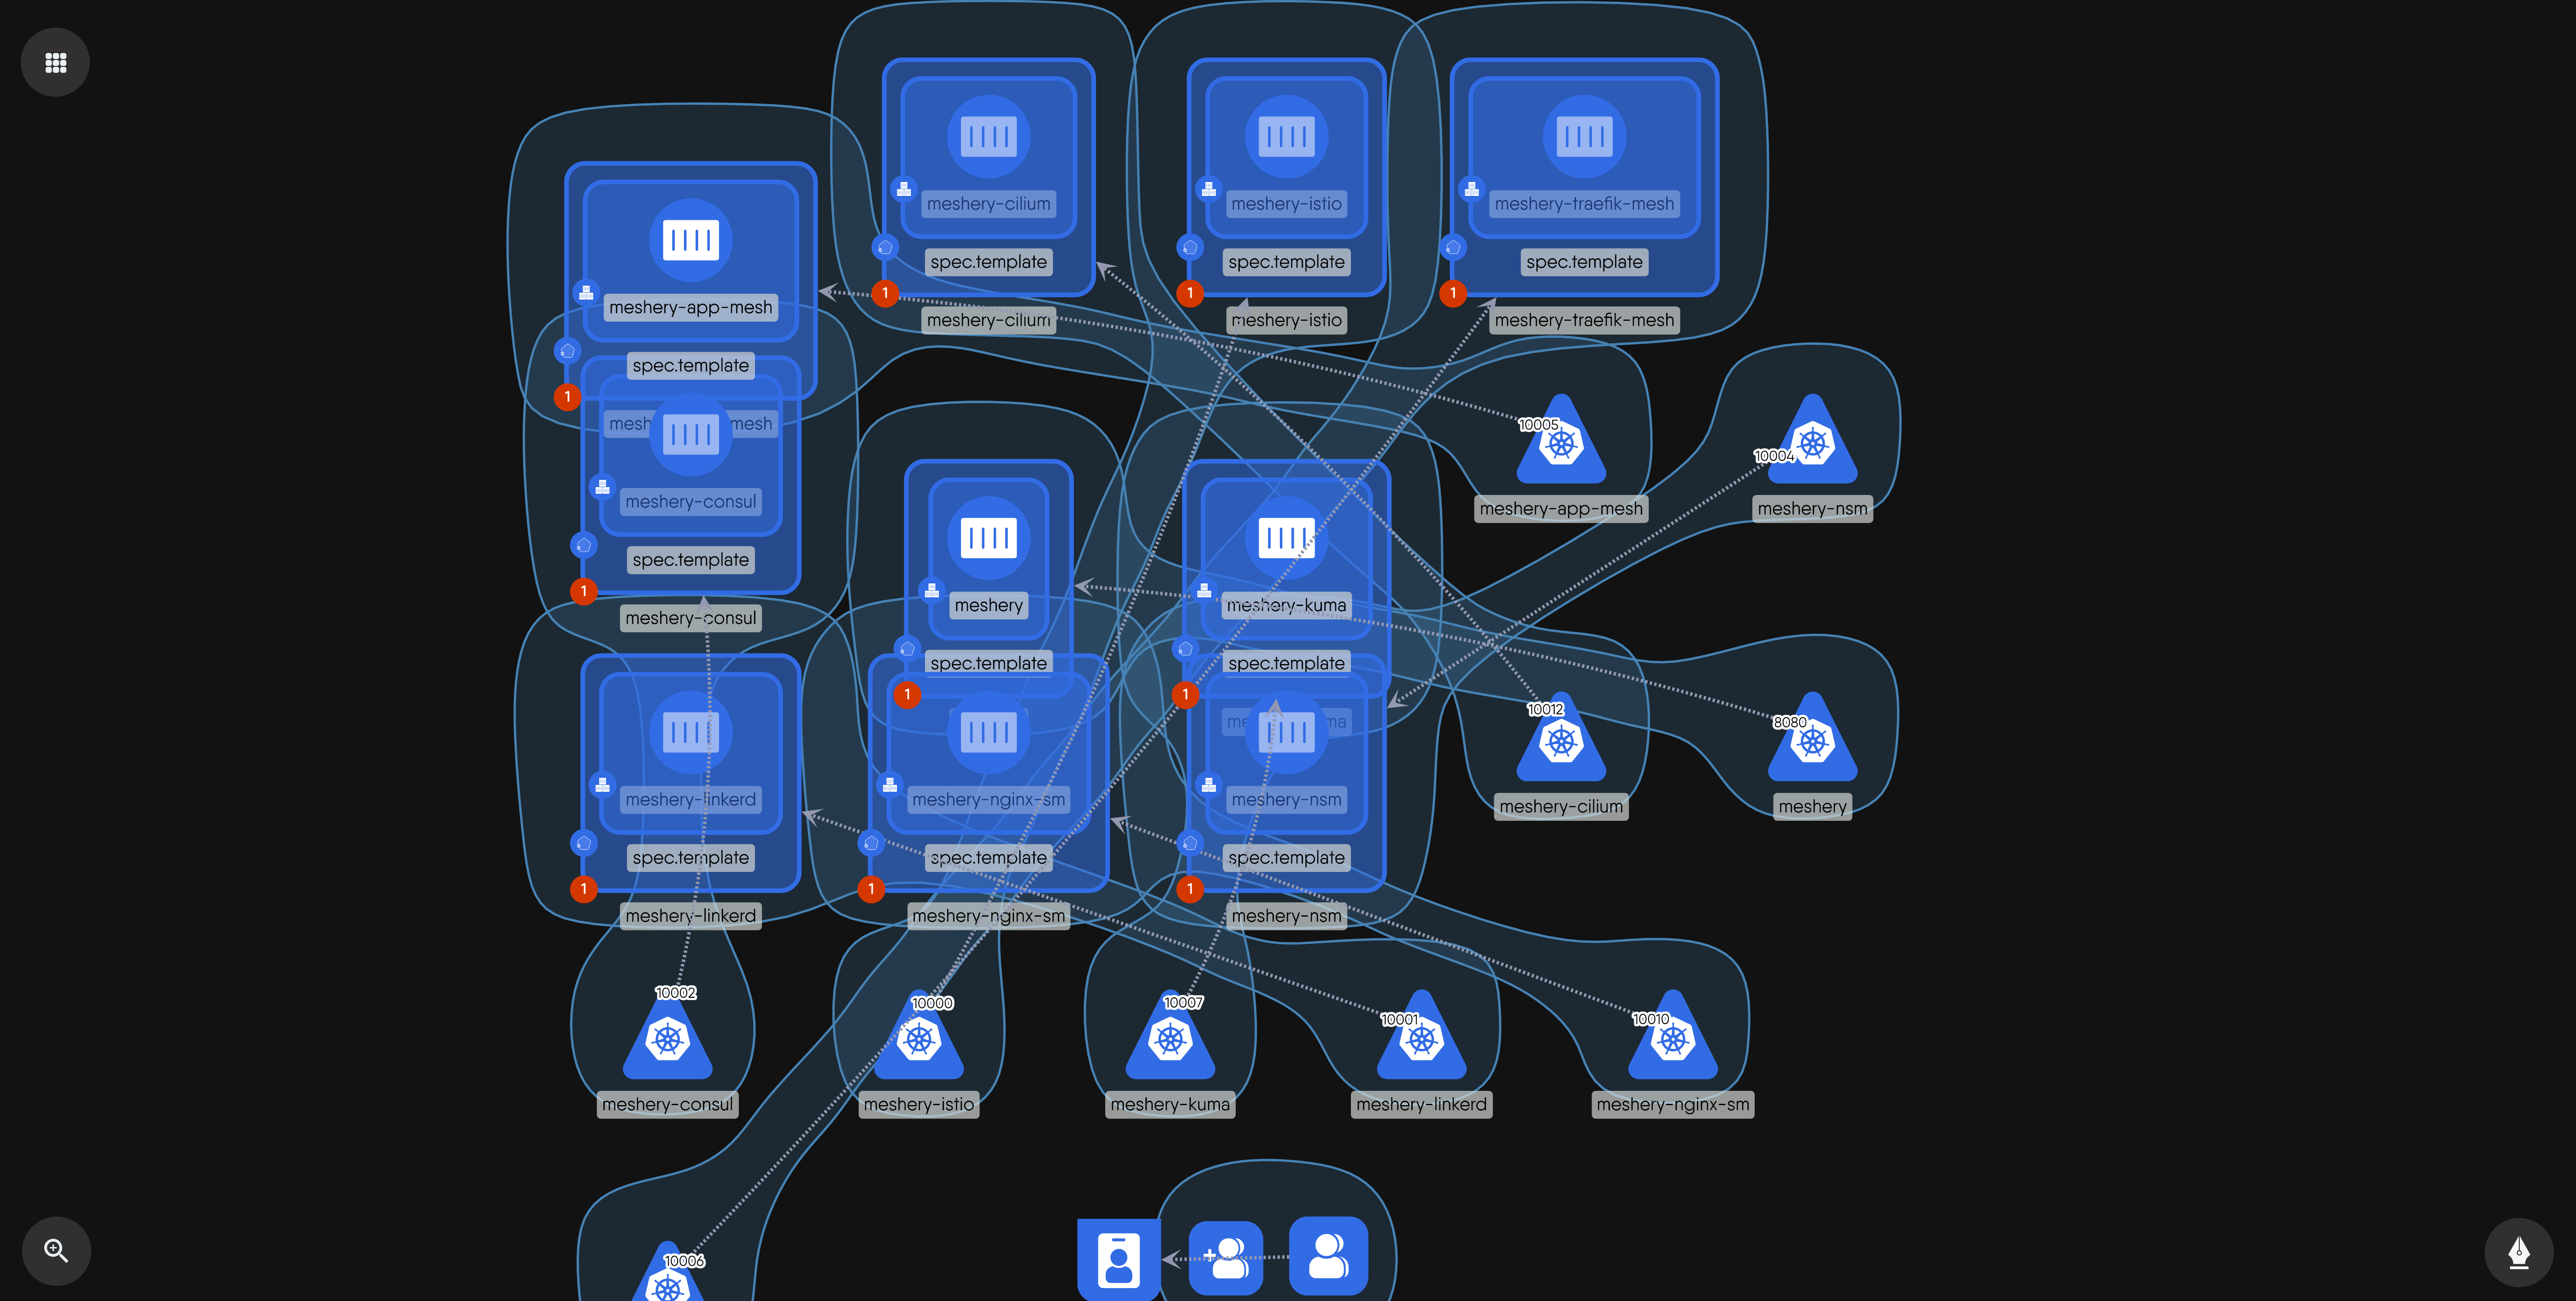 meshery-cilium
spec.template
1
meshery-cilium
meshery-istio
spec.template
1
meshery-istio
meshery-traefik-mesh
spec.template
1
meshery-traefik-mesh
meshery-app-mesh
spec.template
1
mesh mesh
meshery-consul
spec.template
1
meshery-consul
10005
meshery-app-mesh
10004
meshery-nsm
meshery
spec.template
1
meshery-kuma
spec.template
1
me ma
10012
meshery-cilium
8080
meshery
meshery-linkerd
spec.template
1
meshery-linkerd
meshery-nginx-sm
spec.template
1
meshery-nginx-sm
meshery-nsm
spec.template
1
meshery-nsm
10002
meshery-consul
10000
meshery-istio
10007
meshery-kuma
10001
meshery-linkerd
10010
meshery-nginx-sm
10006